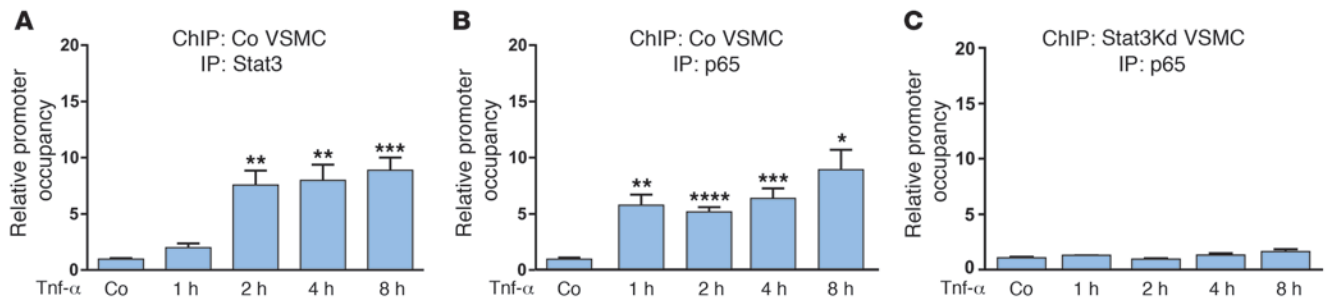 A
ChIP: Co VSMC
IP: Stat3
Relative promoter
occupancy
20
15
10
5
0
**
**
***
Tnf-α Co 1 h 2 h 4 h 8 h
B
ChIP: Co VSMC
IP: p65
Relative promoter
occupancy
20
15
10
5
0
**
****
***
*
Tnf-α Co 1 h 2 h 4 h 8 h
C
ChIP: Stat3Kd VSMC
IP: p65
Relative promoter
occupancy
20
15
10
5
0
Tnf-α Co 1 h 2 h 4 h 8 h